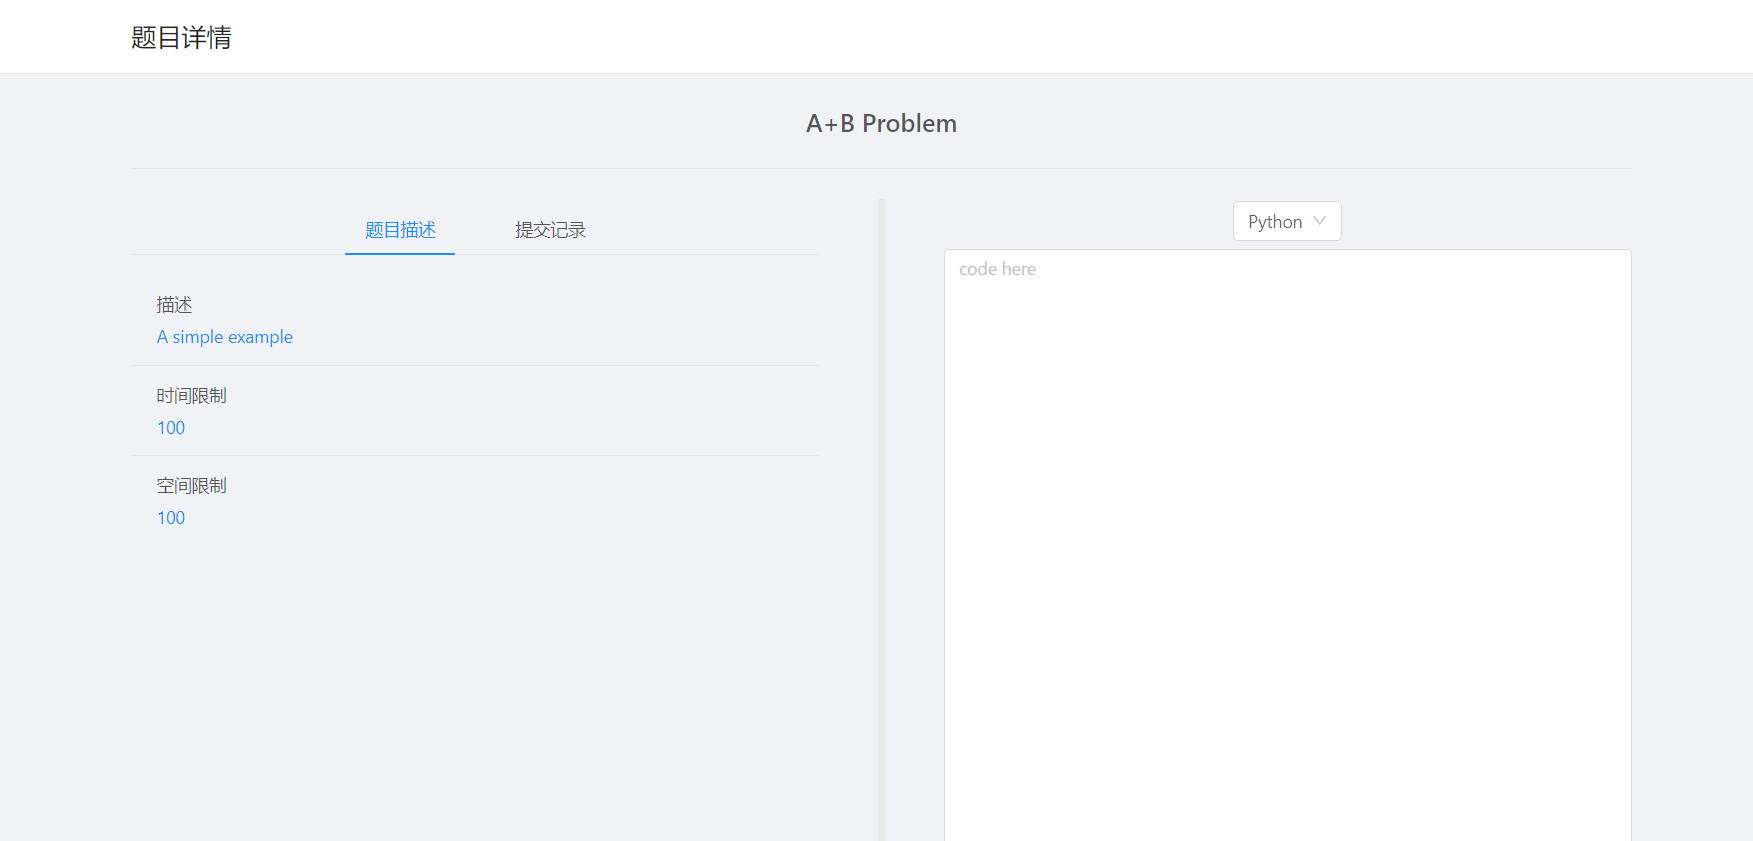 题目详情
A+B Problem
题目描述 提交记录
描述
A simple example
时间限制
100
空间限制
100
Python
code here